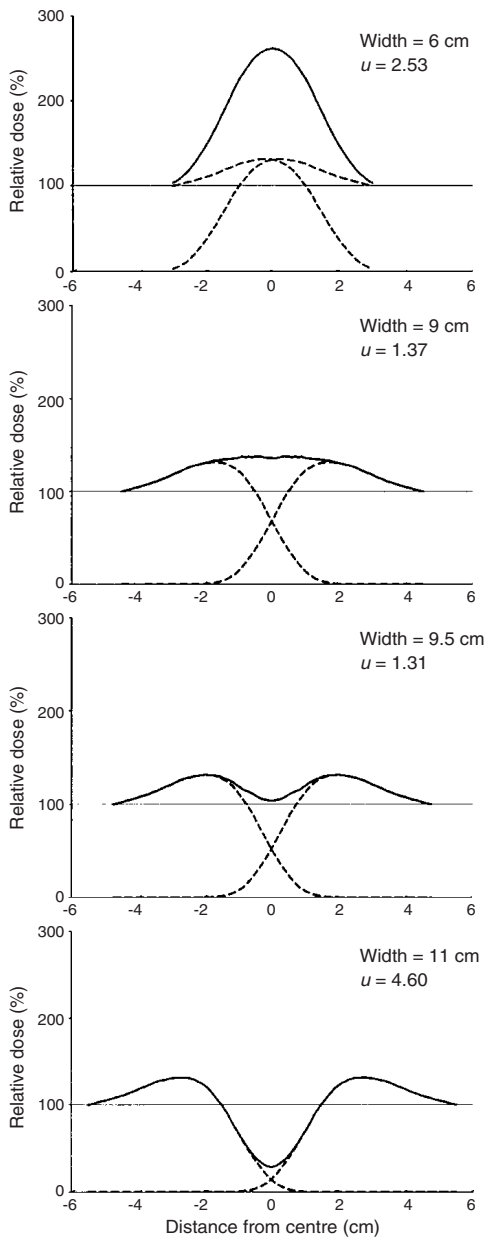 300
Width = 6 cm
u = 2.53
200
Relative dose (%)
100
0
-6 -4 -2 0 2 4 6
300
Width = 9 cm
u = 1.37
200
Relative dose (%)
100
0
-6 -4 -2 0 2 4 6
300
Width = 9.5 cm
u = 1.31
200
Relative dose (%)
100
0
-6 -4 -2 0 2 4 6
300
Width = 11 cm
u = 4.60
200
Relative dose (%)
100
0
-6 -4 -2 0 2 4 6
Distance from centre (cm)